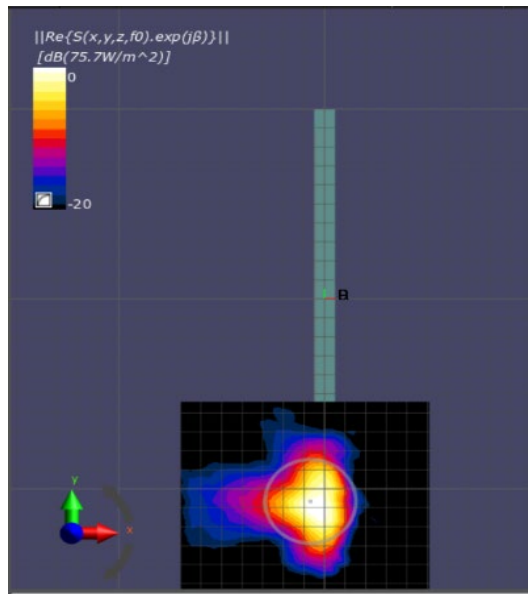 ||Re{S(x,y,z,f0).exp(jβ)}||
[dB(75.7W/m^2)]
0
-20
y
x